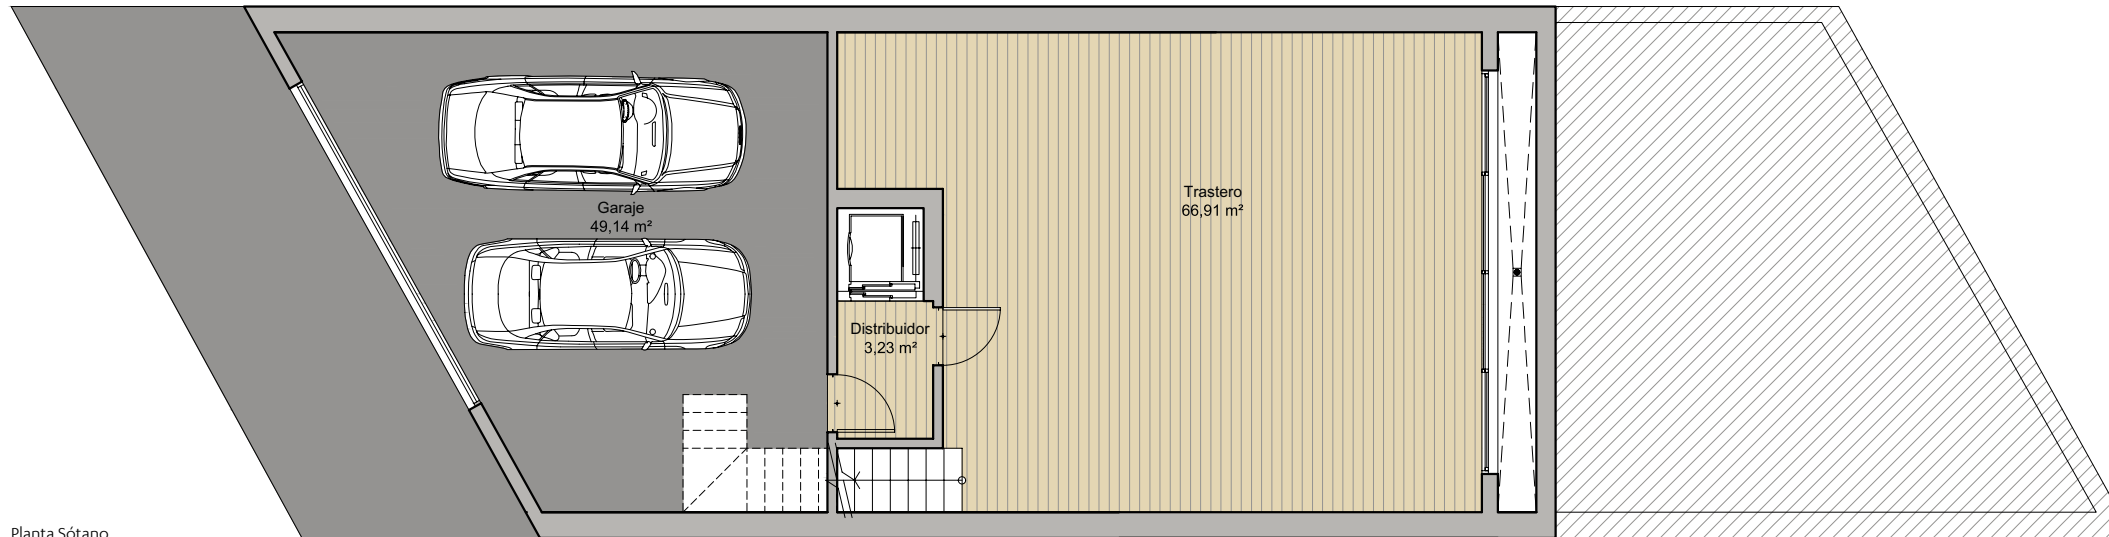 Garaje
49,14 m²
Trastero
66,91 m²
Distribuidor
3,23 m²
Planta Sótano